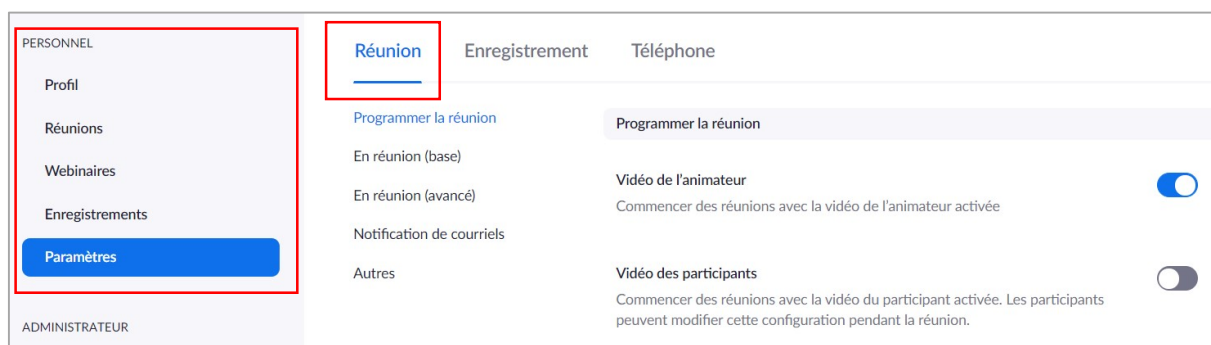 PERSONNEL
Profil
Réunions
Webinaires
Enregistrements
Paramètres
ADMINISTRATEUR
Réunion Enregistrement Téléphone
Programmer la réunion
En réunion (base)
En réunion (avancé)
Notification de courriels
Autres
Programmer la réunion
Vidéo de l'animateur
Commencer des réunions avec la vidéo de l'animateur activée
Vidéo des participants
Commencer des réunions avec la vidéo du participant activée. Les participants
peuvent modifier cette configuration pendant la réunion.